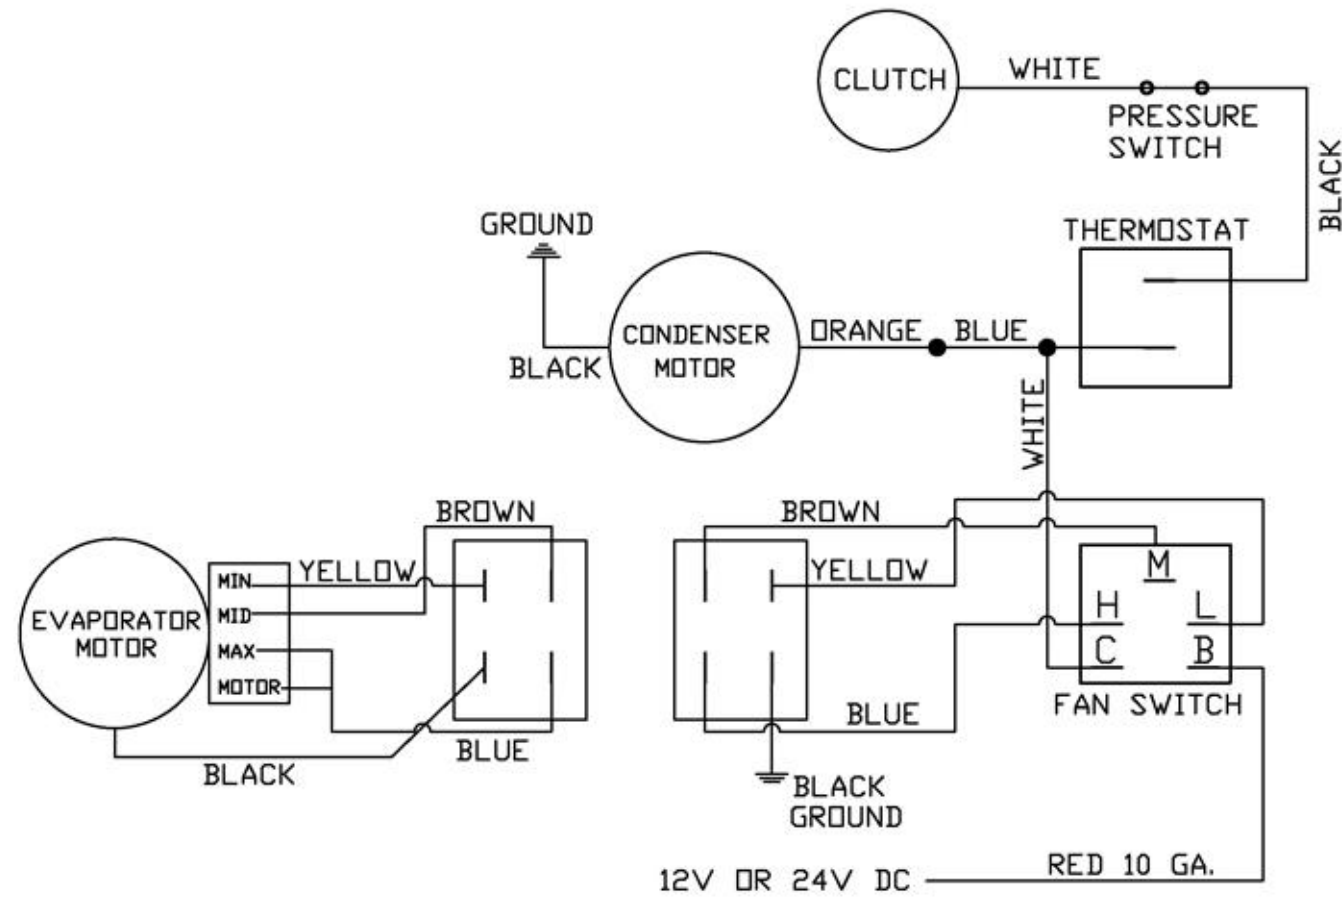 CLUTCH
WHITE
PRESSURE
SWITCH
BLACK
THERMOSTAT
GROUND
BLACK
CONDENSER
MOTOR
ORANGE
BLUE
WHITE
BROWN
YELLOW
EVAPORATOR
MOTOR
MIN
MID
MAX
MOTOR
BLUE
BLACK
BROWN
YELLOW
BLUE
BLACK
GROUND
M
H
L
C
B
FAN SWITCH
12V OR 24V DC
RED 10 GA.